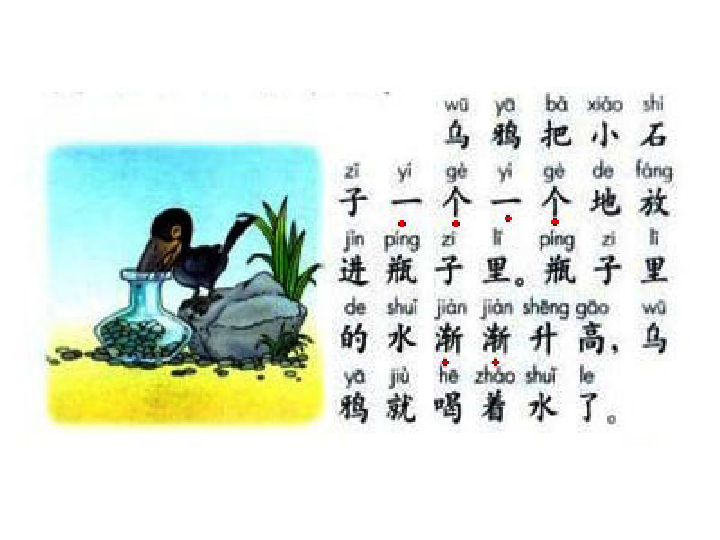 wū yā bǎ xiǎo shí
乌鸦把小石
zǐ yí gè yí gè de fàng
子一个一个地放
jìn píng zi lǐ píng zi lǐ
进瓶子里。瓶子里
de shuǐ jiàn jiàn shēng gāo wū
的水渐渐升高，乌
yā jiù hē zháo shuǐ le
鸦就喝着水了。